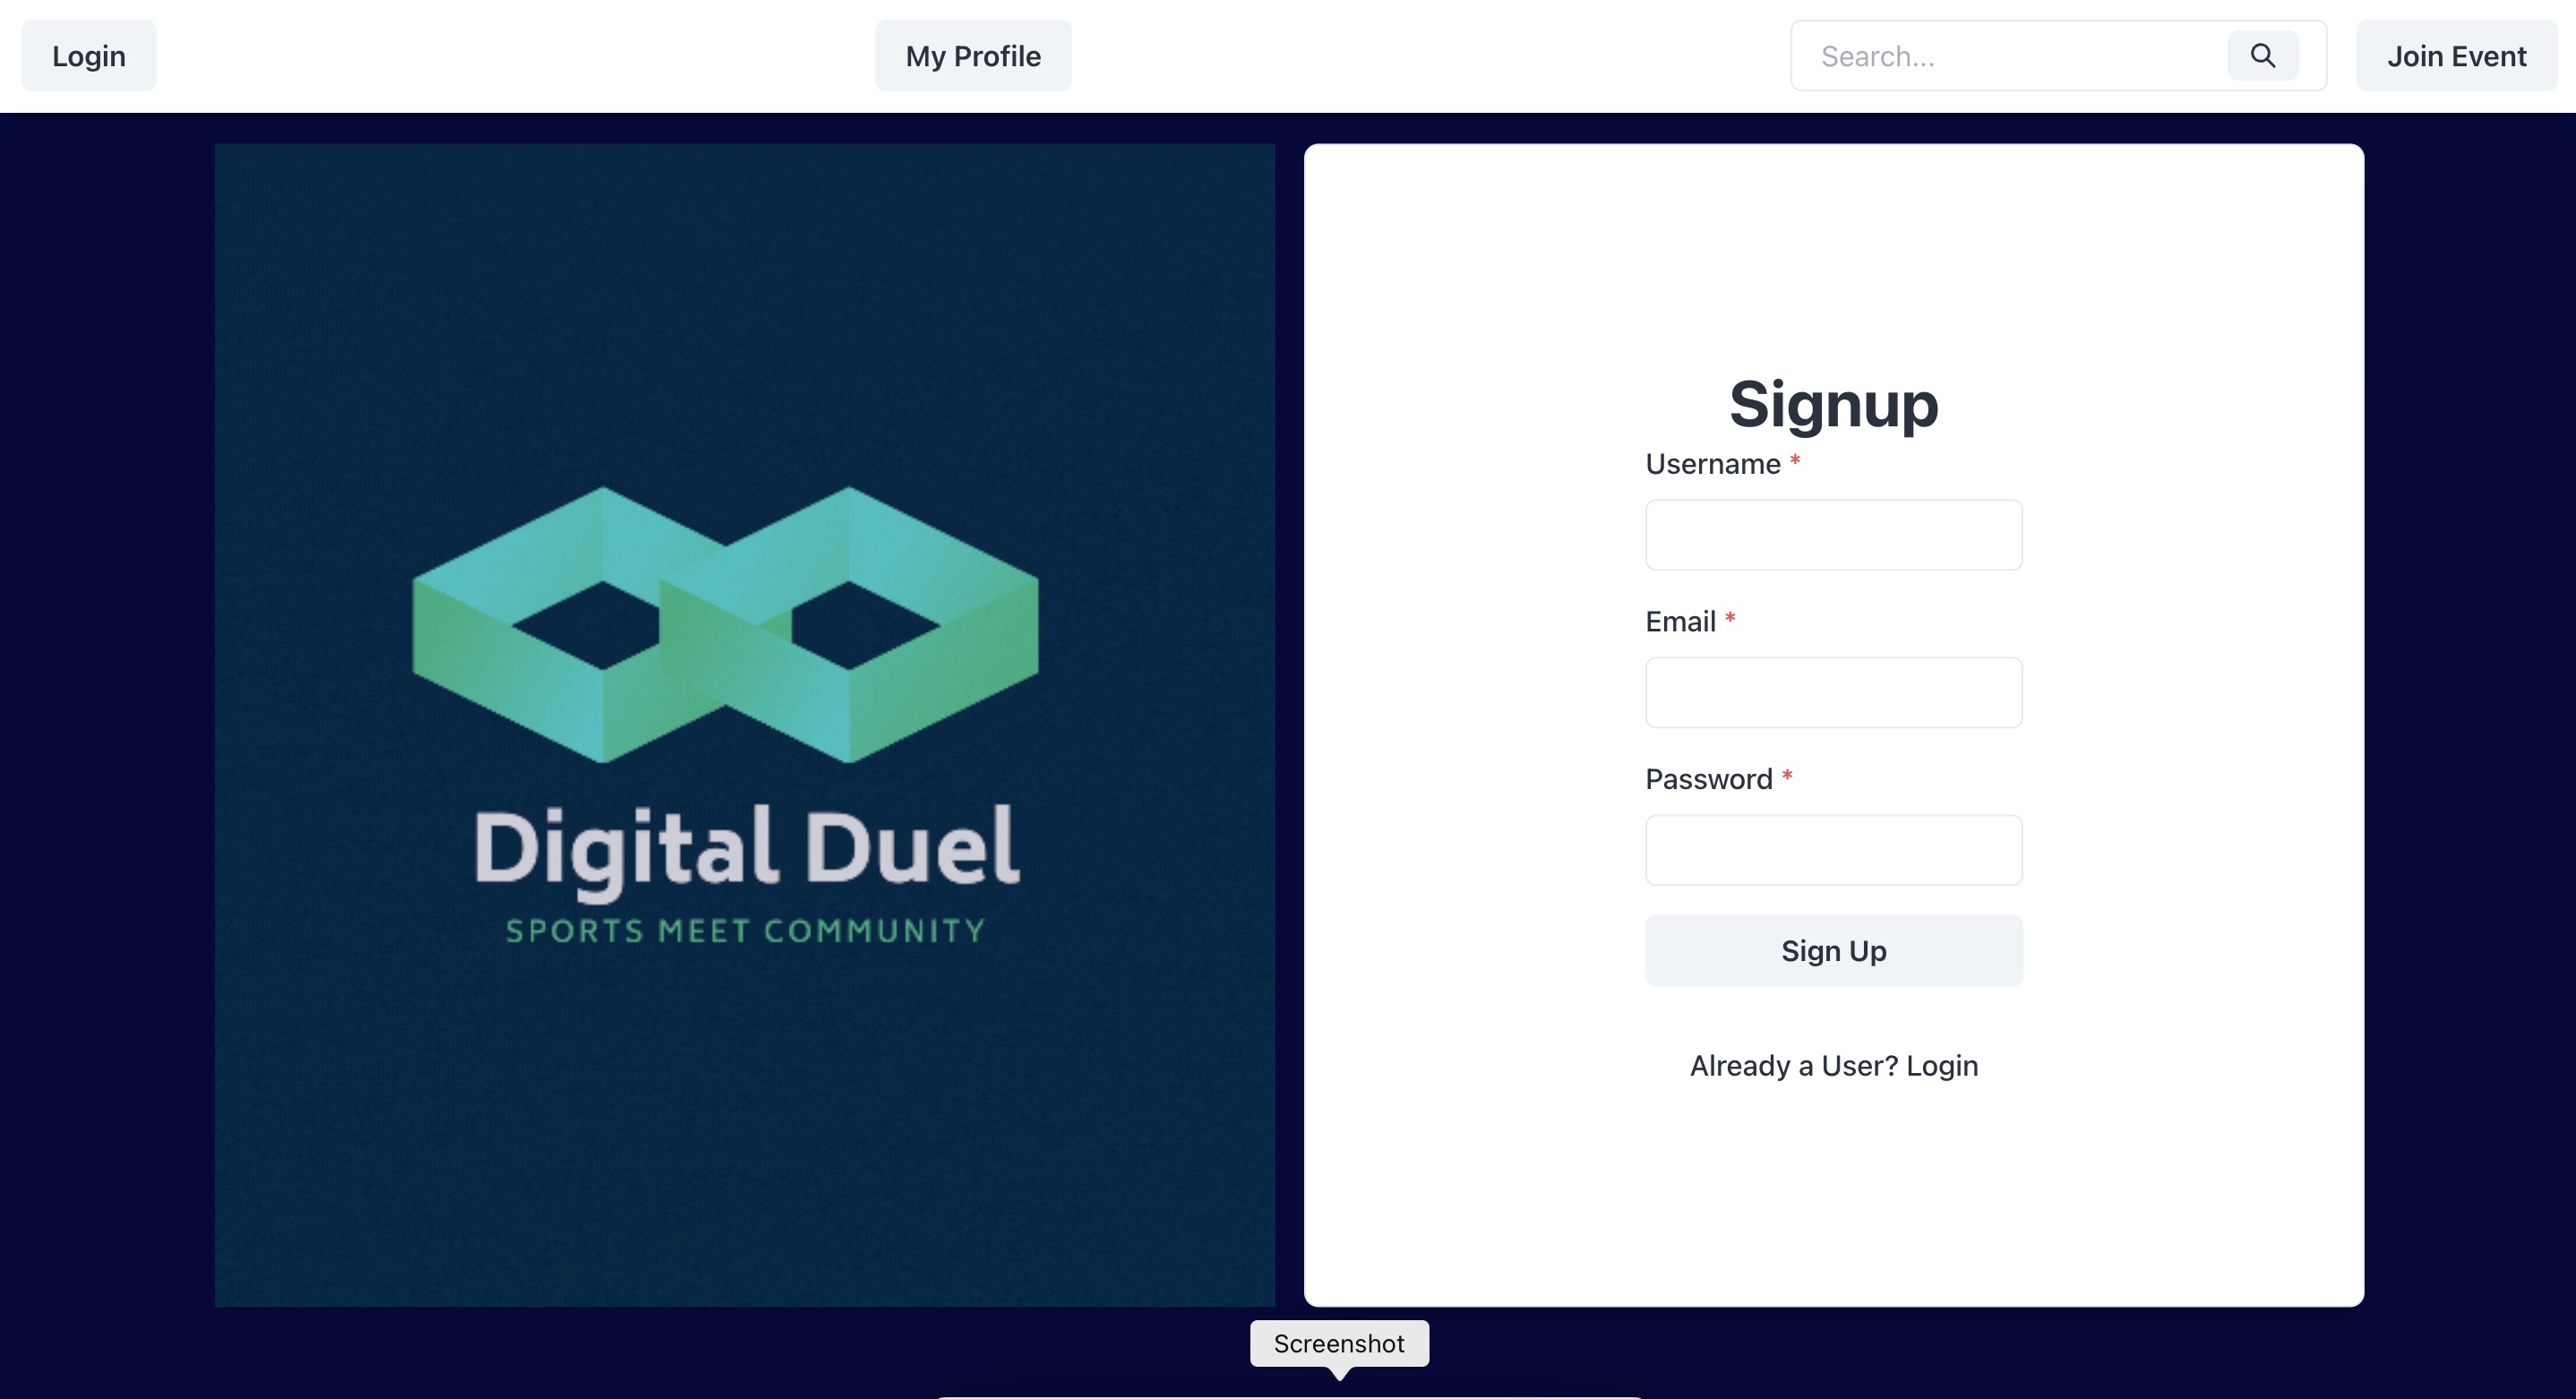 Login
My Profile
Search...
Join Event
Digital Duel
SPORTS MEET COMMUNITY
Signup
Username *
Email *
Password *
Sign Up
Already a User? Login
Screenshot